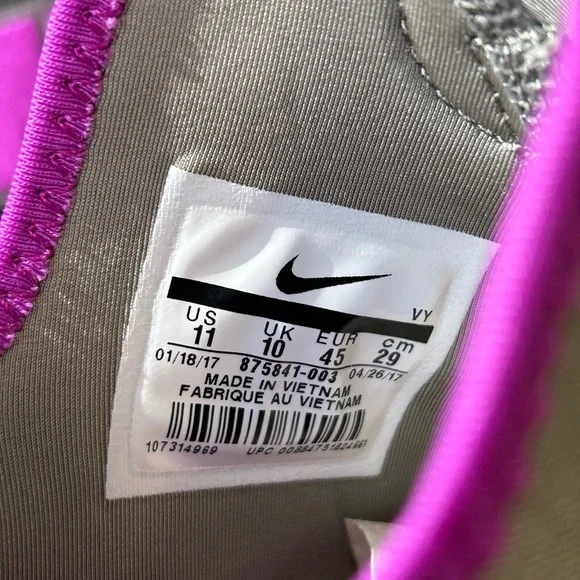 VY
US UK EUR cm
11 10 45 29
01/18/17 875841-003 04/26/17
MADE IN VIETNAM
FABRIQUE AU VIETNAM
107314969 UPC